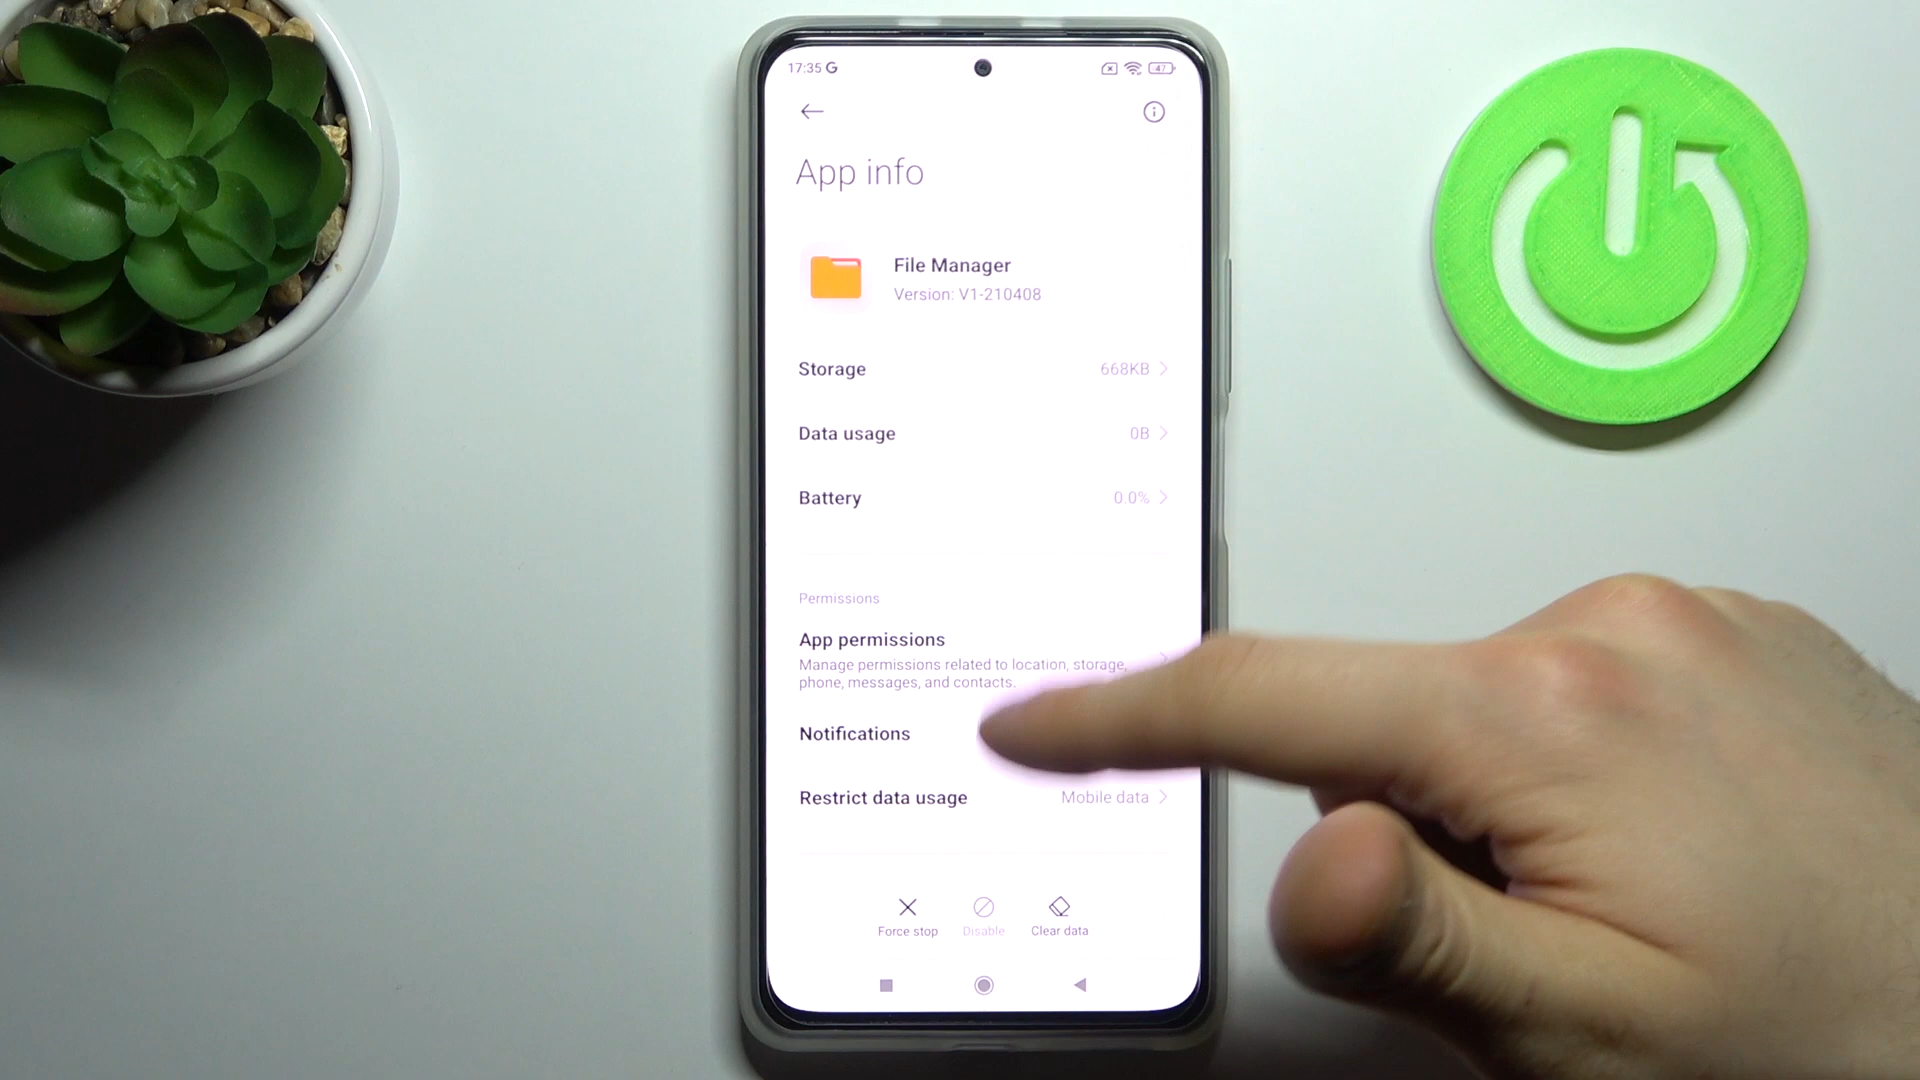 17:35 G
47
App info
File Manager
Version: V1-210408
Storage 668KB
Data usage 0B
Battery 0.0%
Permissions
App permissions
Manage permissions related to location, storage,
phone, messages, and contacts.
Notifications
Restrict data usage Mobile data
Force stop Disable Clear data